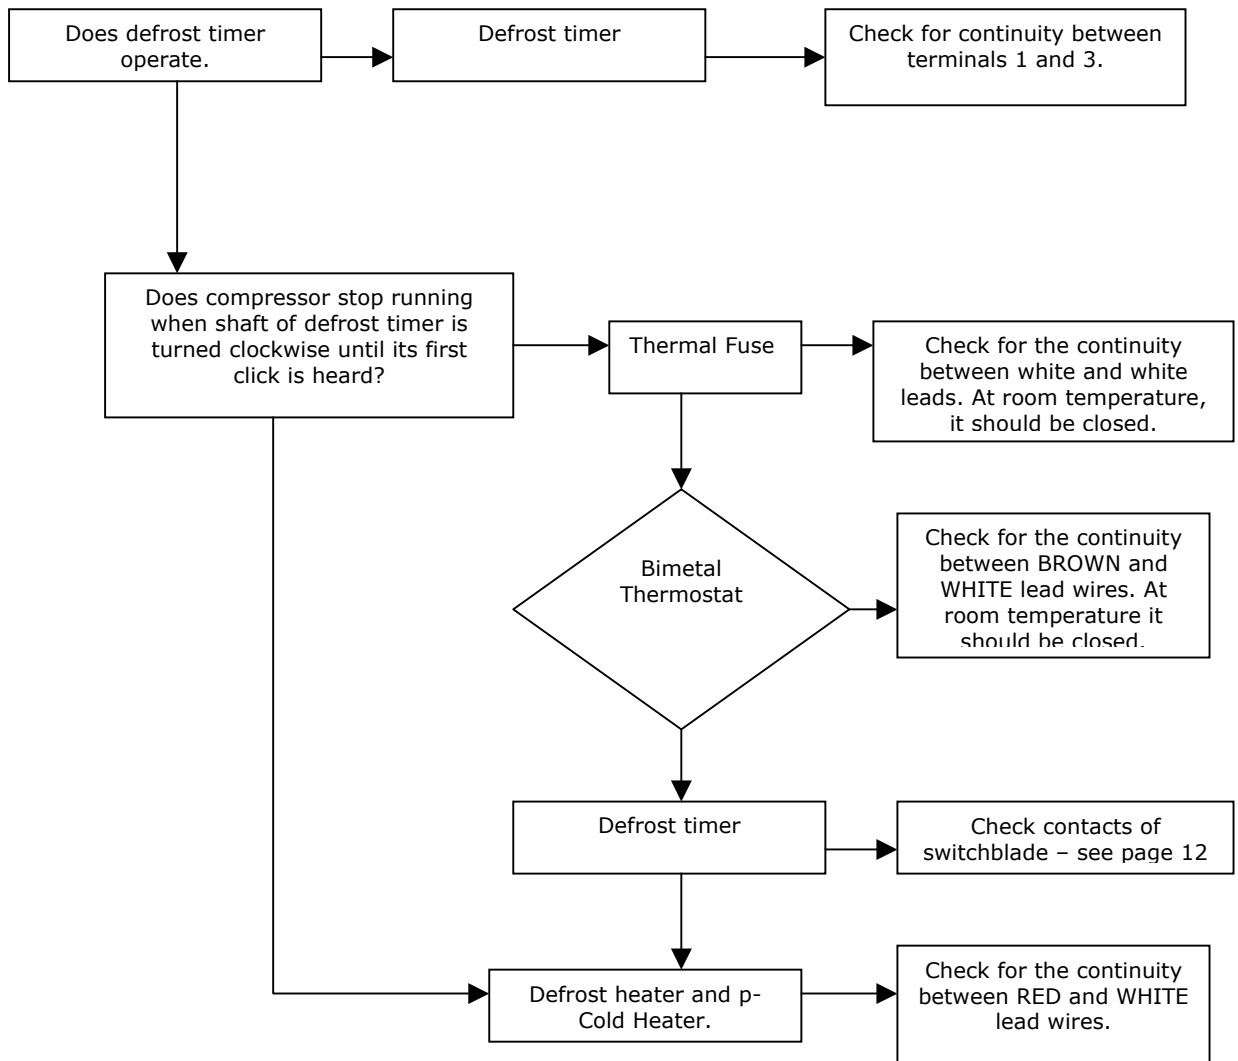 Does defrost timer
operate.
Defrost timer
Check for continuity between
terminals 1 and 3.
Does compressor stop running
when shaft of defrost timer is
turned clockwise until its first
click is heard?
Thermal Fuse
Check for the continuity
between white and white
leads. At room temperature,
it should be closed.
Bimetal
Thermostat
Check for the continuity
between BROWN and
WHITE lead wires. At
room temperature it
should be closed.
Defrost timer
Check contacts of
switchblade – see page 12
Defrost heater and p-
Cold Heater.
Check for the continuity
between RED and WHITE
lead wires.